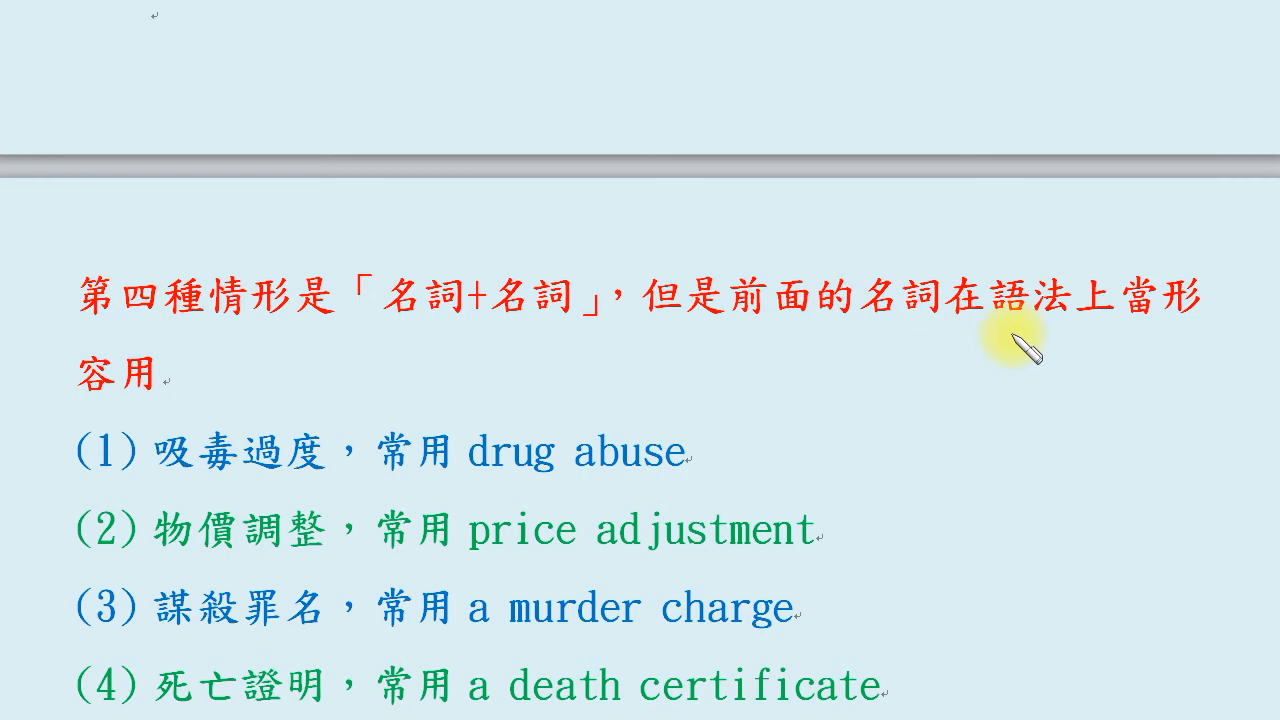 第四種情形是「名詞+名詞」，但是前面的名詞在語法上當形
容用
(1) 吸毒過度，常用 drug abuse
(2) 物價調整，常用 price adjustment
(3) 謀殺罪名，常用 a murder charge
(4) 死亡證明，常用 a death certificate